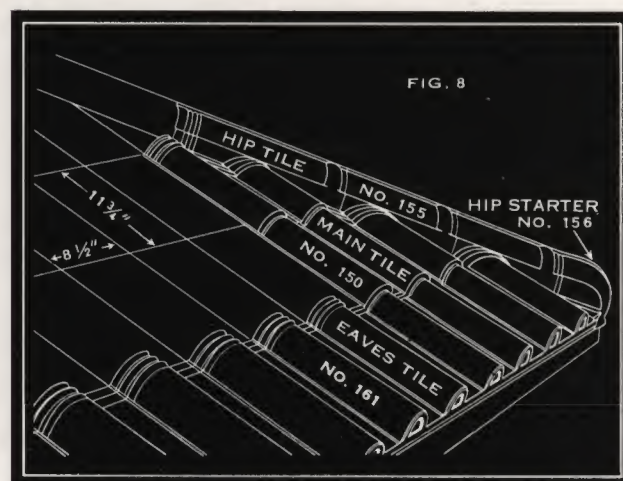 FIG. 8
HIP TILE
NO. 155
HIP STARTER
NO. 156
11 3/4"
8 1/2"
MAIN TILE
NO. 150
EAVES TILE
NO. 161